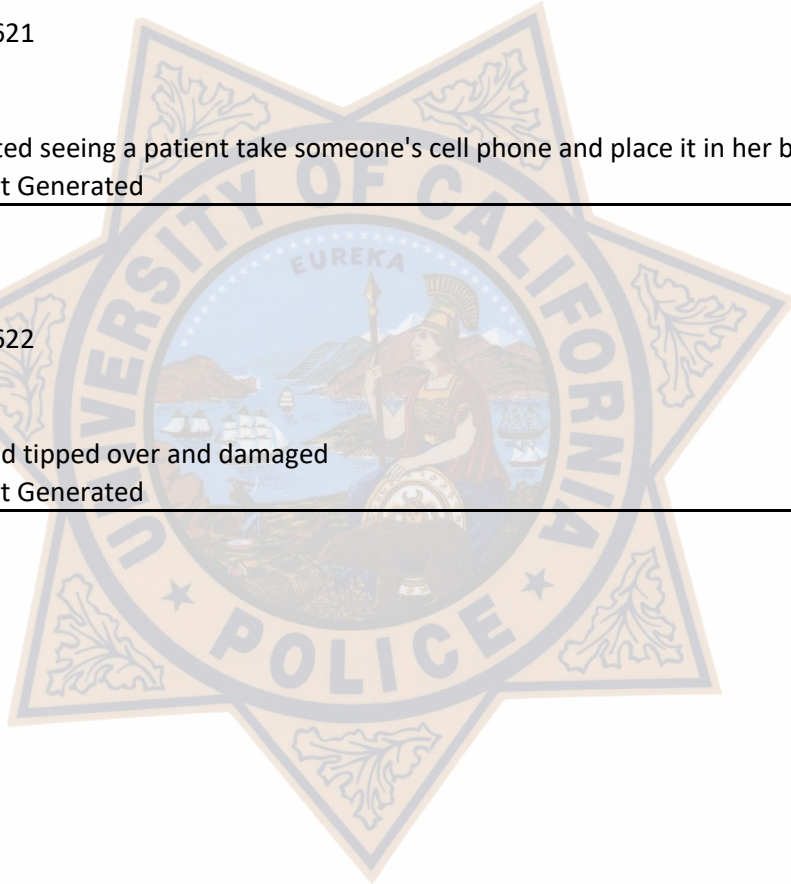 621
ted seeing a patient take someone's cell phone and place it in her b
t Generated
622
d tipped over and damaged
t Generated
UNIVERSITY OF CALIFORNIA
EUREKA
POLICE